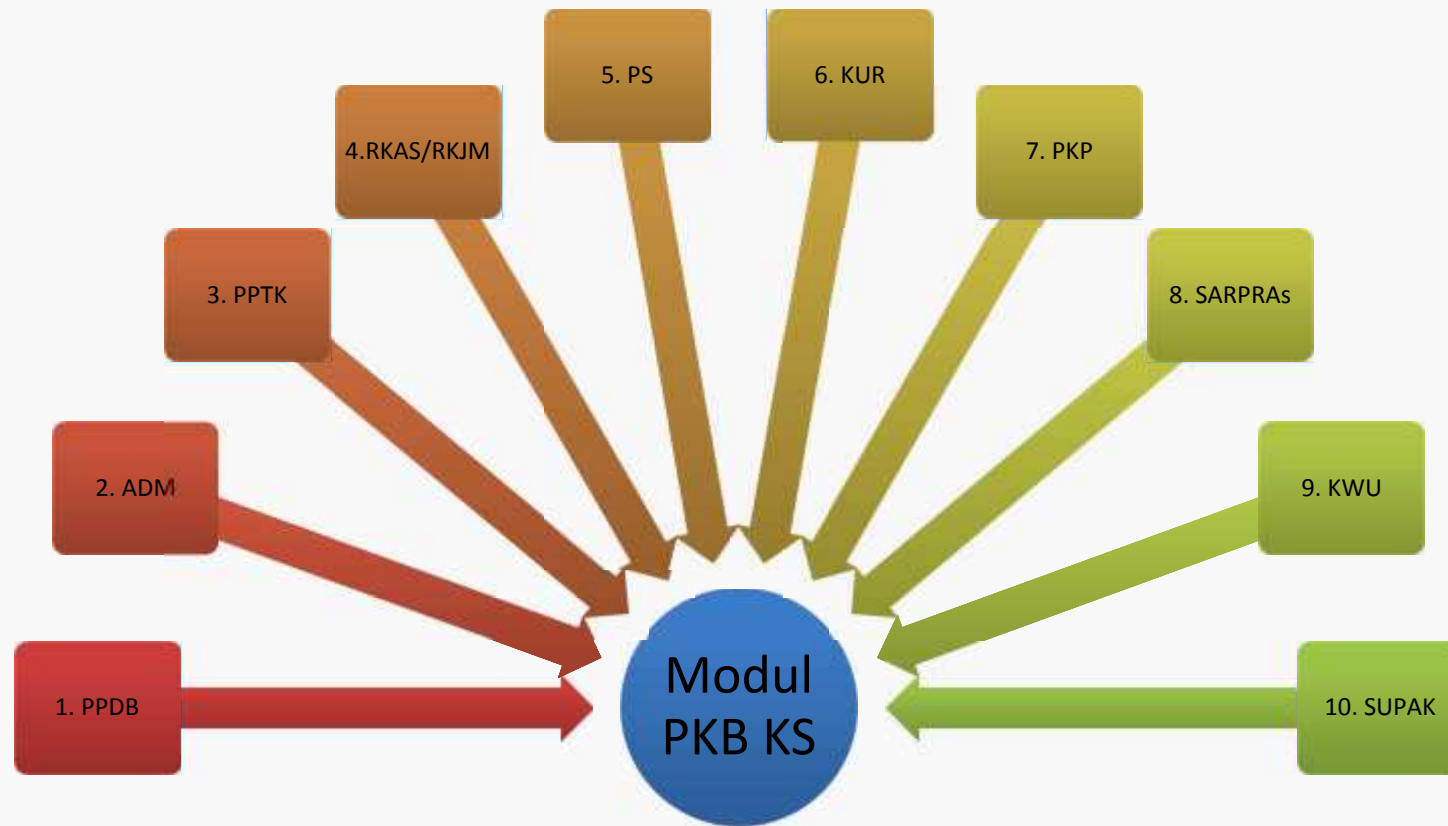 5. PS
6. KUR
4.RKAS/RKJM
7. PKP
3. PPTK
8. SARPRAs
2. ADM
9. KWU
Modul
PKB KS
1. PPDB
10. SUPAK